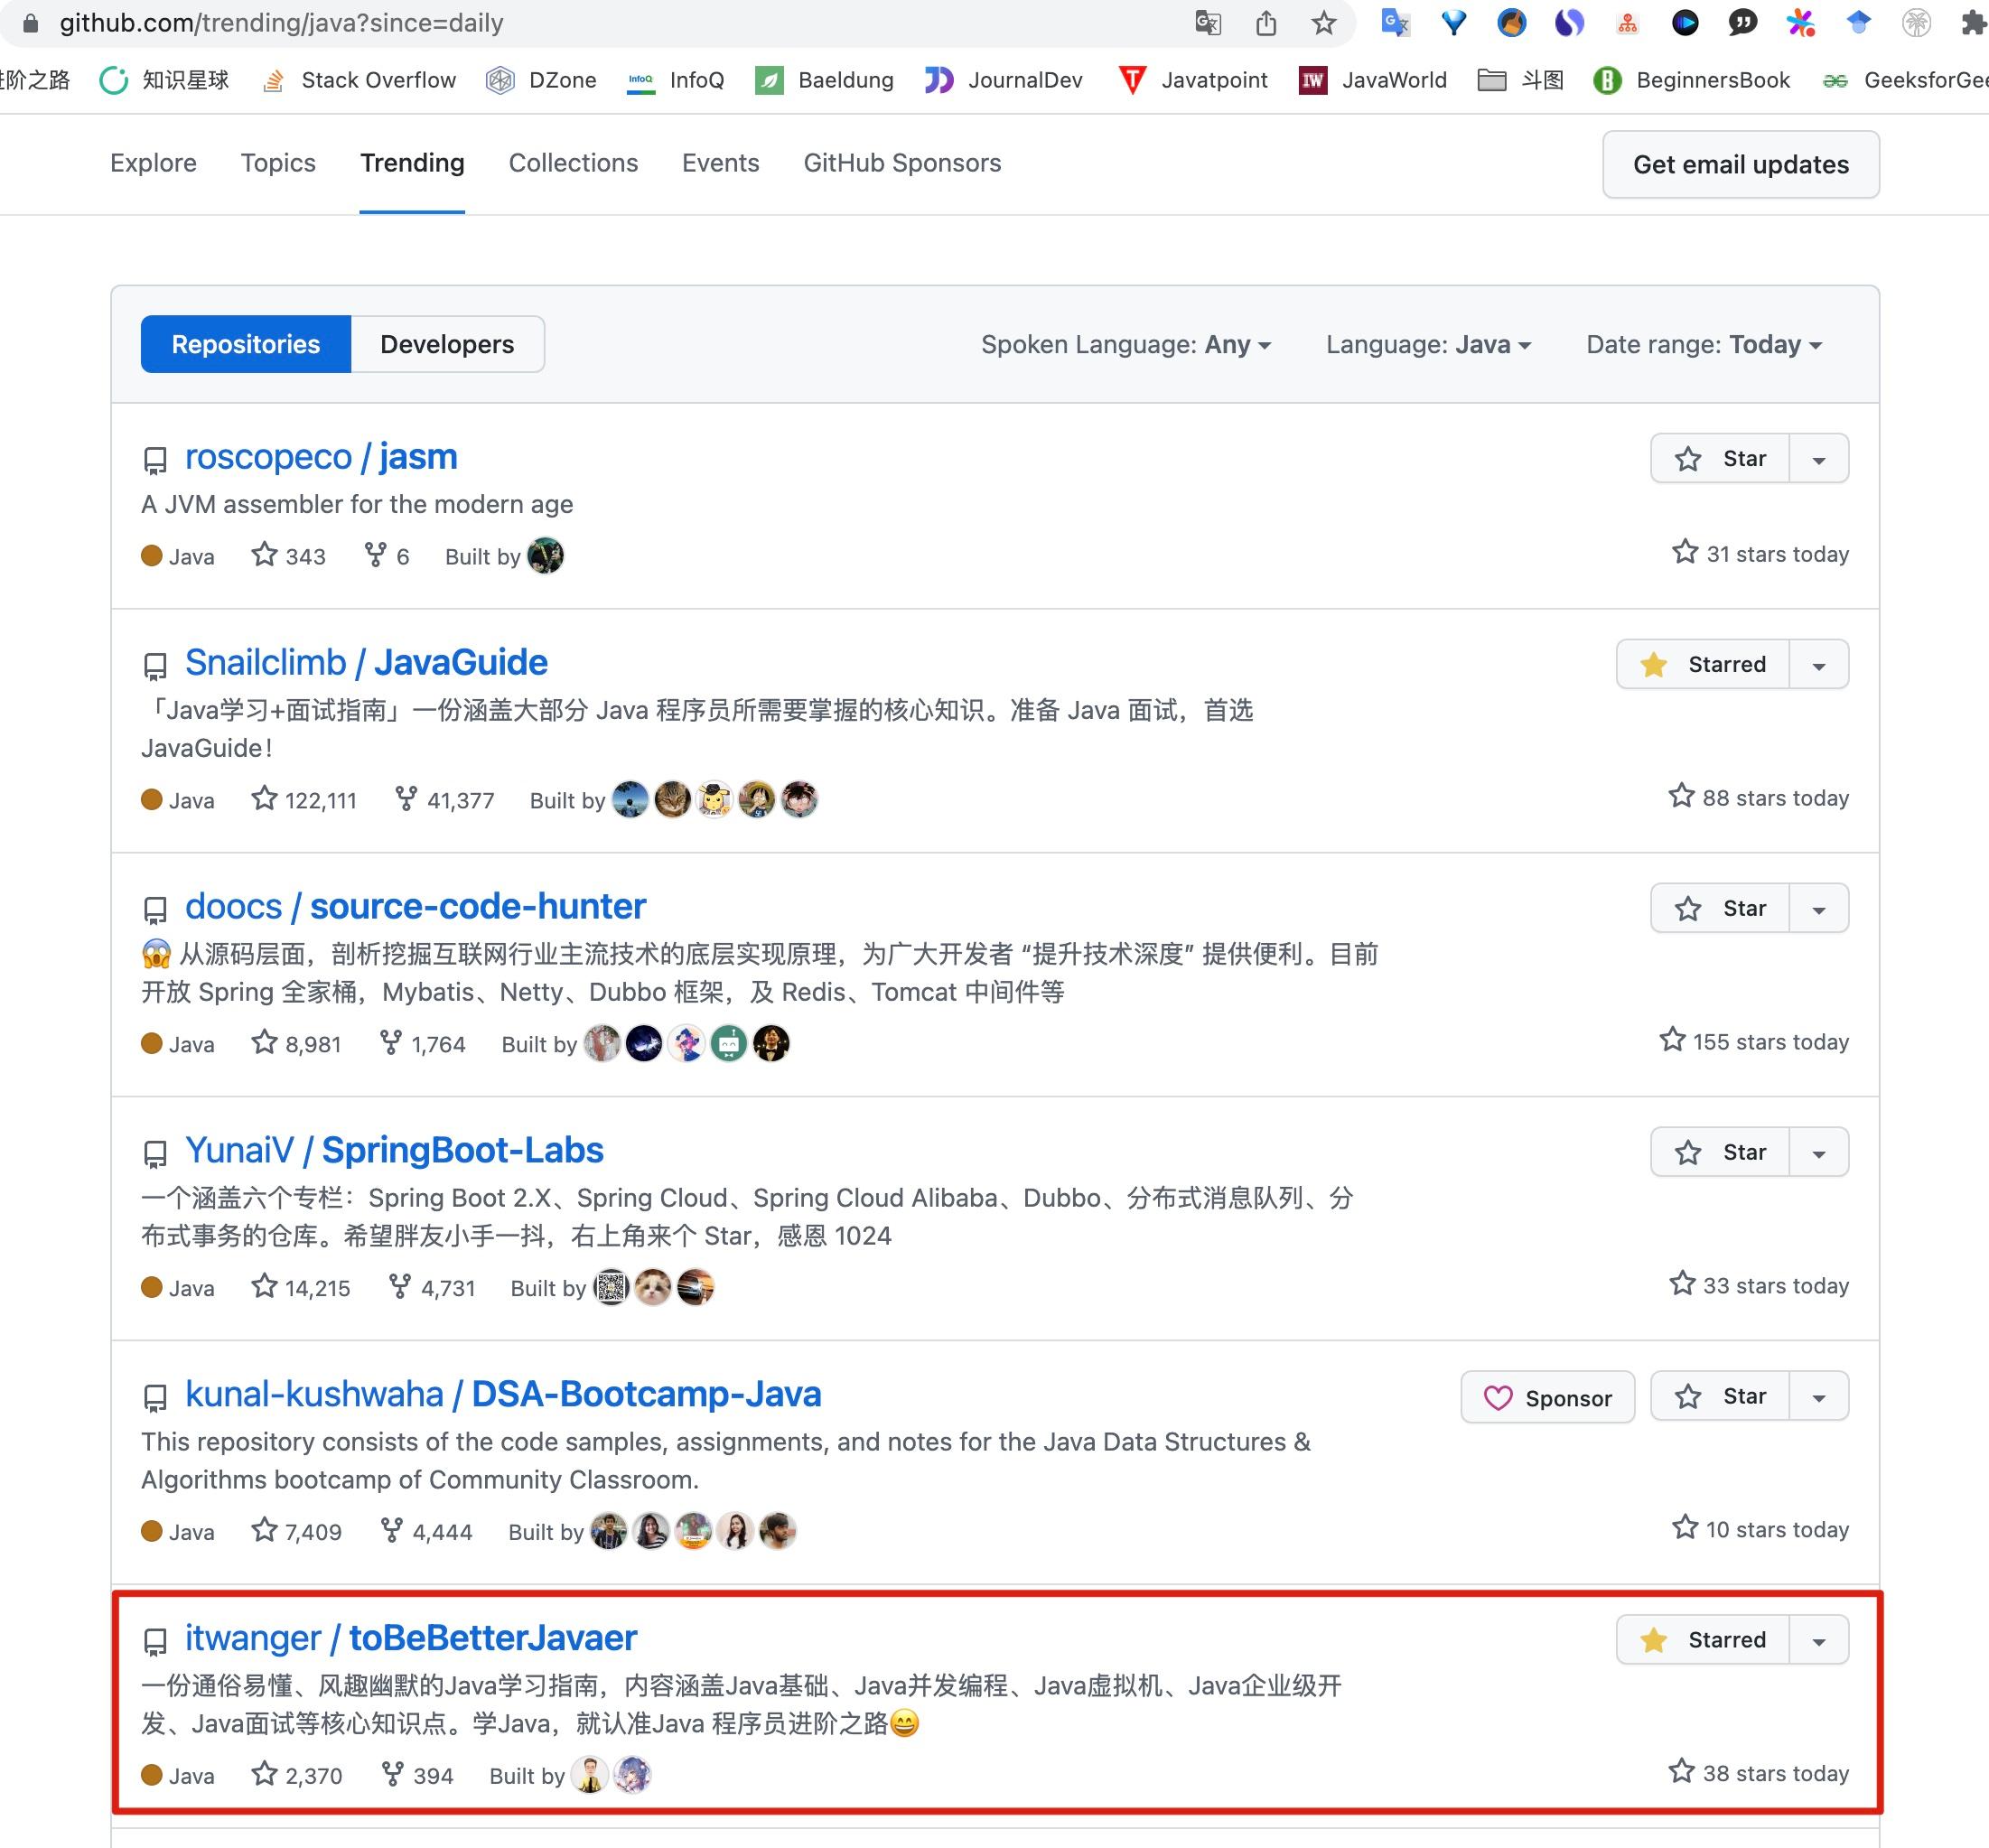 github.com/trending/java?since=daily
进阶之路 知识星球 Stack Overflow DZone InfoQ InfoQ Baeldung JournalDev Javatpoint IW JavaWorld 斗图 BeginnersBook GeeksforGee
Explore Topics Trending Collections Events GitHub Sponsors Get email updates
Repositories Developers Spoken Language: Any Language: Java Date range: Today
roscopeco / jasm Star
A JVM assembler for the modern age
Java 343 6 Built by 31 stars today
Snailclimb / JavaGuide Starred
「Java学习+面试指南」一份涵盖大部分 Java 程序员所需要掌握的核心知识。准备 Java 面试，首选
JavaGuide！
Java 122,111 41,377 Built by 88 stars today
doocs / source-code-hunter Star
😱 从源码层面，剖析挖掘互联网行业主流技术的底层实现原理，为广大开发者 “提升技术深度” 提供便利。目前
开放 Spring 全家桶，Mybatis、Netty、Dubbo 框架，及 Redis、Tomcat 中间件等
Java 8,981 1,764 Built by 155 stars today
YunaiV / SpringBoot-Labs Star
一个涵盖六个专栏：Spring Boot 2.X、Spring Cloud、Spring Cloud Alibaba、Dubbo、分布式消息队列、分
布式事务的仓库。希望胖友小手一抖，右上角来个 Star，感恩 1024
Java 14,215 4,731 Built by 33 stars today
kunal-kushwaha / DSA-Bootcamp-Java Sponsor Star
This repository consists of the code samples, assignments, and notes for the Java Data Structures &
Algorithms bootcamp of Community Classroom.
Java 7,409 4,444 Built by 10 stars today
itwanger / toBeBetterJavaer Starred
一份通俗易懂、风趣幽默的Java学习指南，内容涵盖Java基础、Java并发编程、Java虚拟机、Java企业级开
发、Java面试等核心知识点。学Java，就认准Java 程序员进阶之路😄
Java 2,370 394 Built by 38 stars today